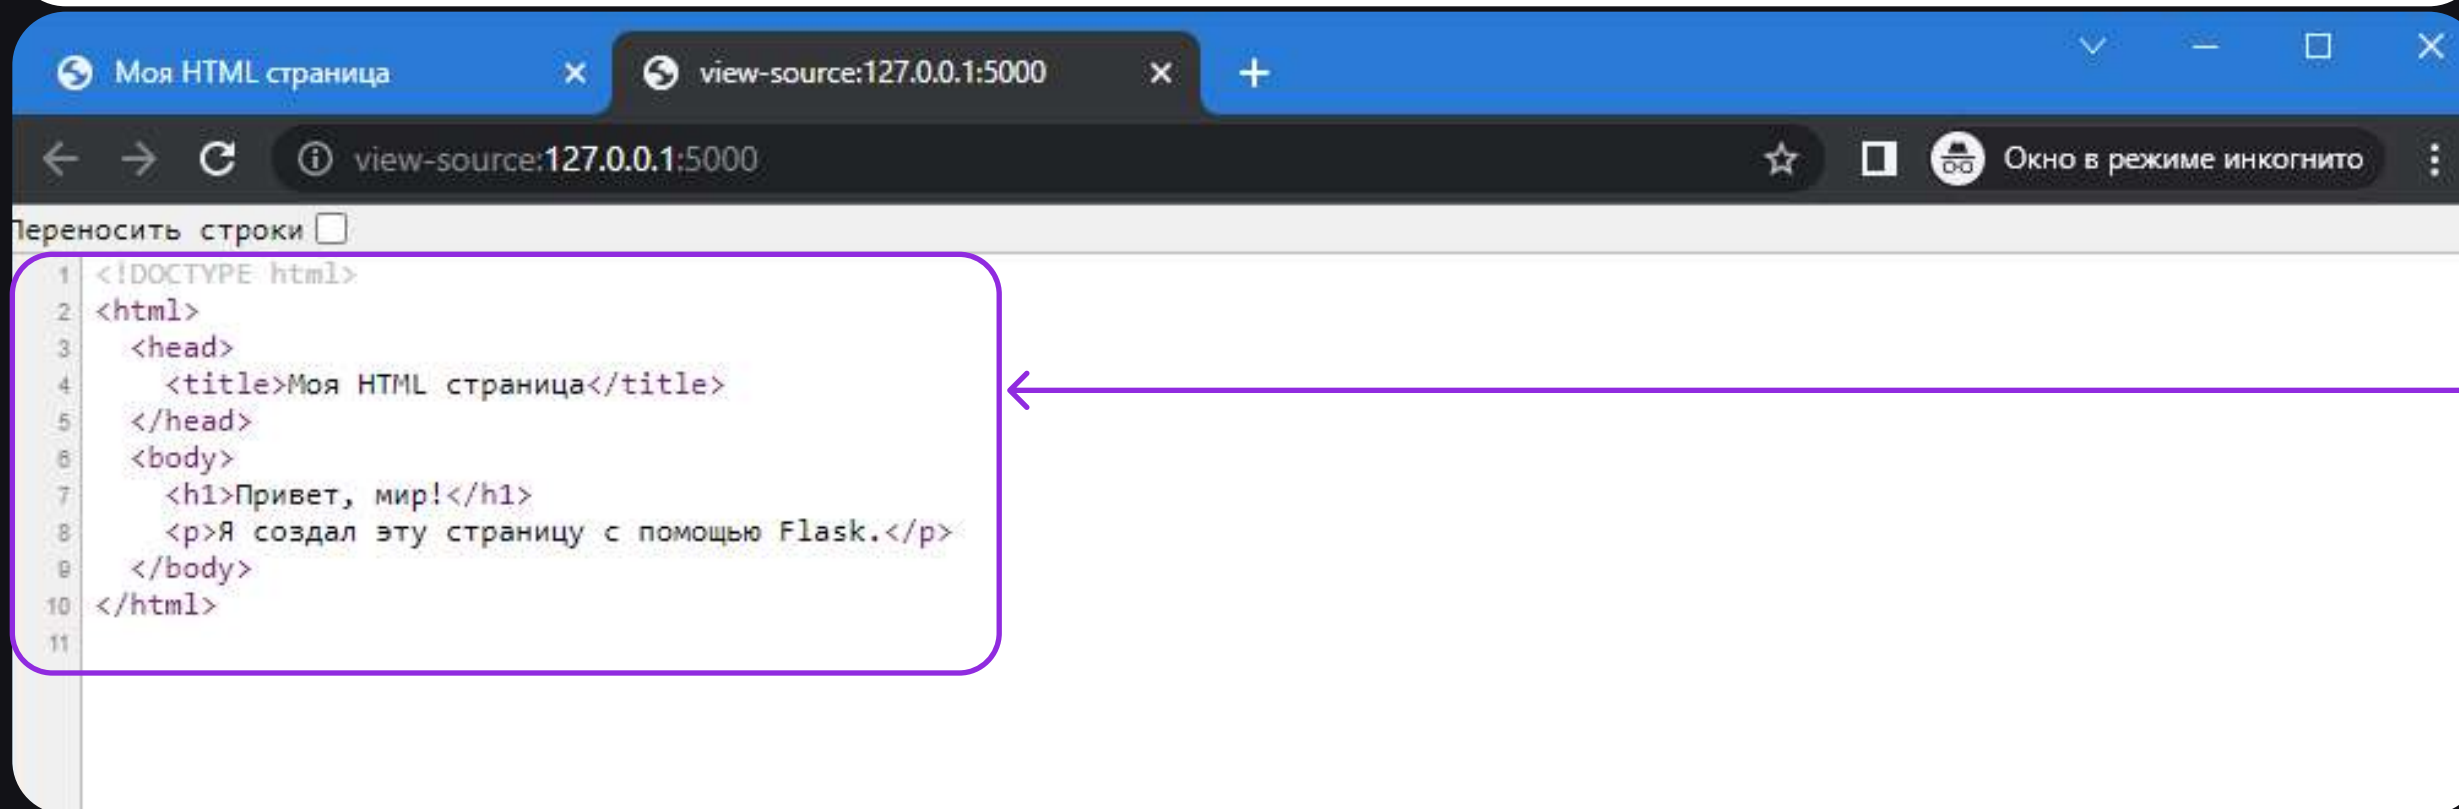 Моя HTML страница
view-source:127.0.0.1:5000
view-source:127.0.0.1:5000
Окно в режиме инкогнито
Переносить строки
1 <!DOCTYPE html>
2 <html>
3   <head>
4     <title>Моя HTML страница</title>
5   </head>
6   <body>
7     <h1>Привет, мир!</h1>
8     <p>Я создал эту страницу с помощью Flask.</p>
9   </body>
10 </html>
11